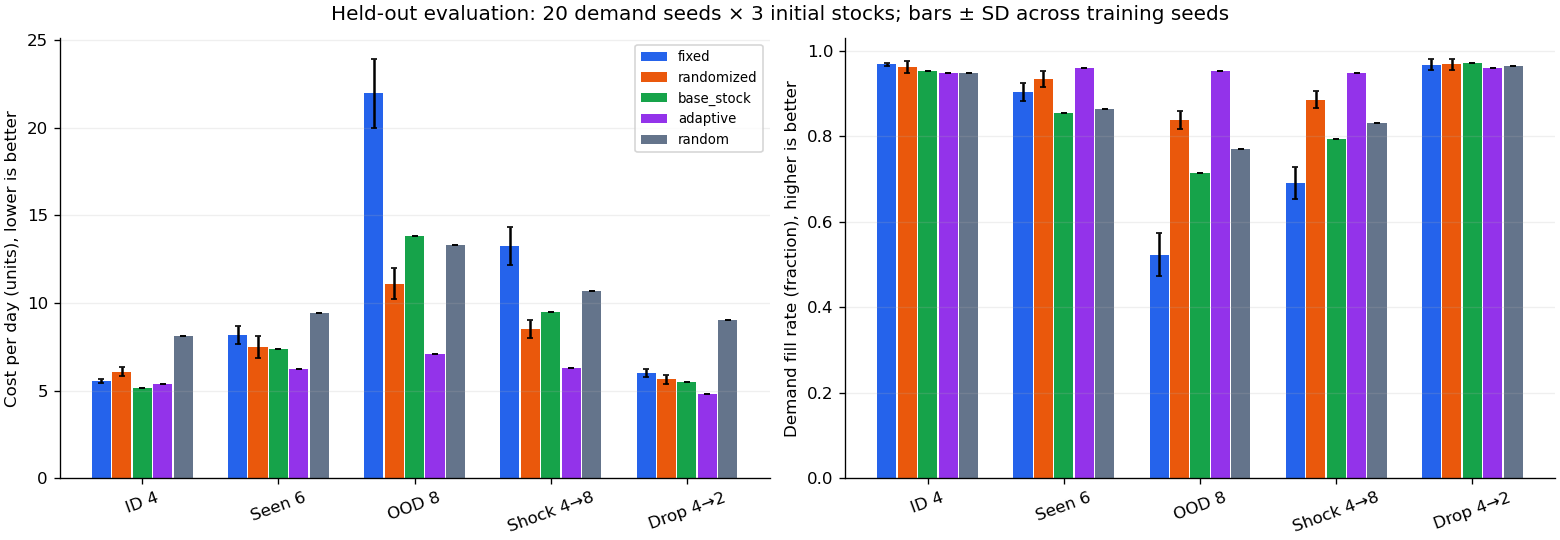 Held-out evaluation: 20 demand seeds × 3 initial stocks; bars ± SD across training seeds
Cost per day (units), lower is better
25
20
15
10
5
0
fixed
randomized
base_stock
adaptive
random
ID 4
Seen 6
OOD 8
Shock 4→8
Drop 4→2
Demand fill rate (fraction), higher is better
1.0
0.8
0.6
0.4
0.2
0.0
ID 4
Seen 6
OOD 8
Shock 4→8
Drop 4→2